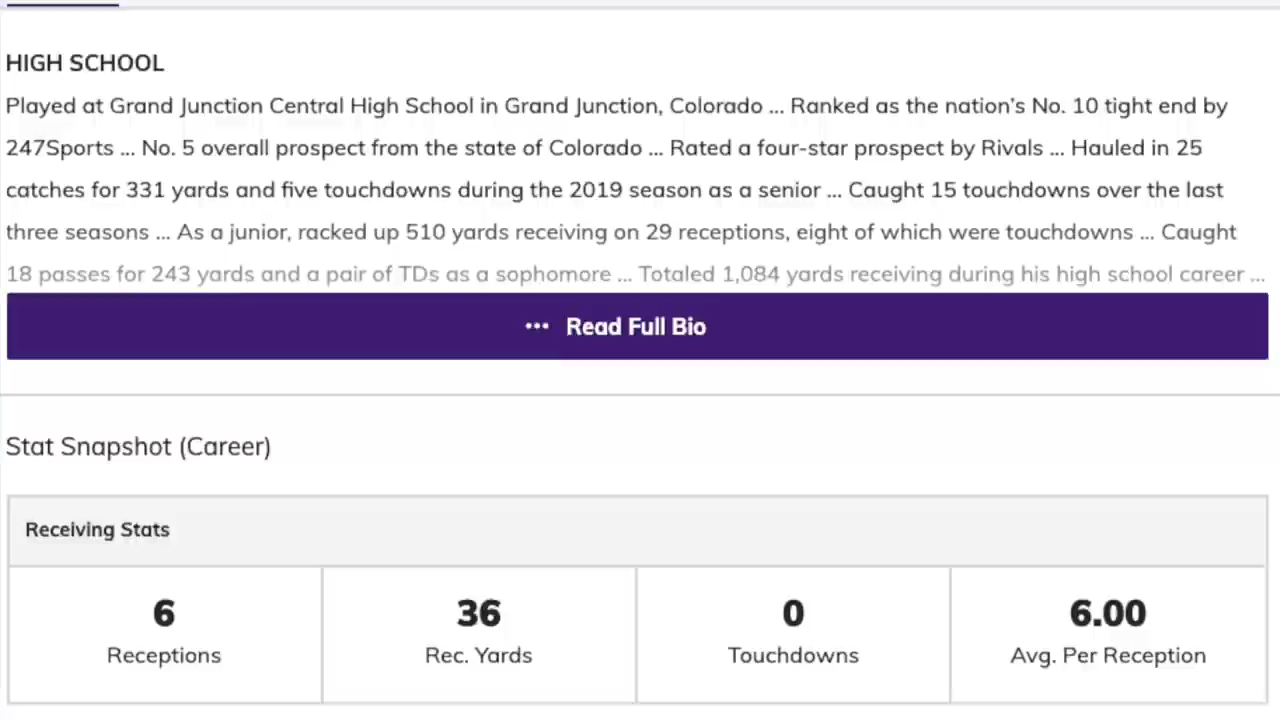 HIGH SCHOOL
Played at Grand Junction Central High School in Grand Junction, Colorado ... Ranked as the nation's No. 10 tight end by
247Sports ... No. 5 overall prospect from the state of Colorado ... Rated a four-star prospect by Rivals ... Hauled in 25
catches for 331 yards and five touchdowns during the 2019 season as a senior ... Caught 15 touchdowns over the last
three seasons ... As a junior, racked up 510 yards receiving on 29 receptions, eight of which were touchdowns ... Caught
18 passes for 243 yards and a pair of TDs as a sophomore ... Totaled 1,084 yards receiving during his high school career ...
••• Read Full Bio
Stat Snapshot (Career)
Receiving Stats
6 36 0 6.00
Receptions Rec. Yards Touchdowns Avg. Per Reception